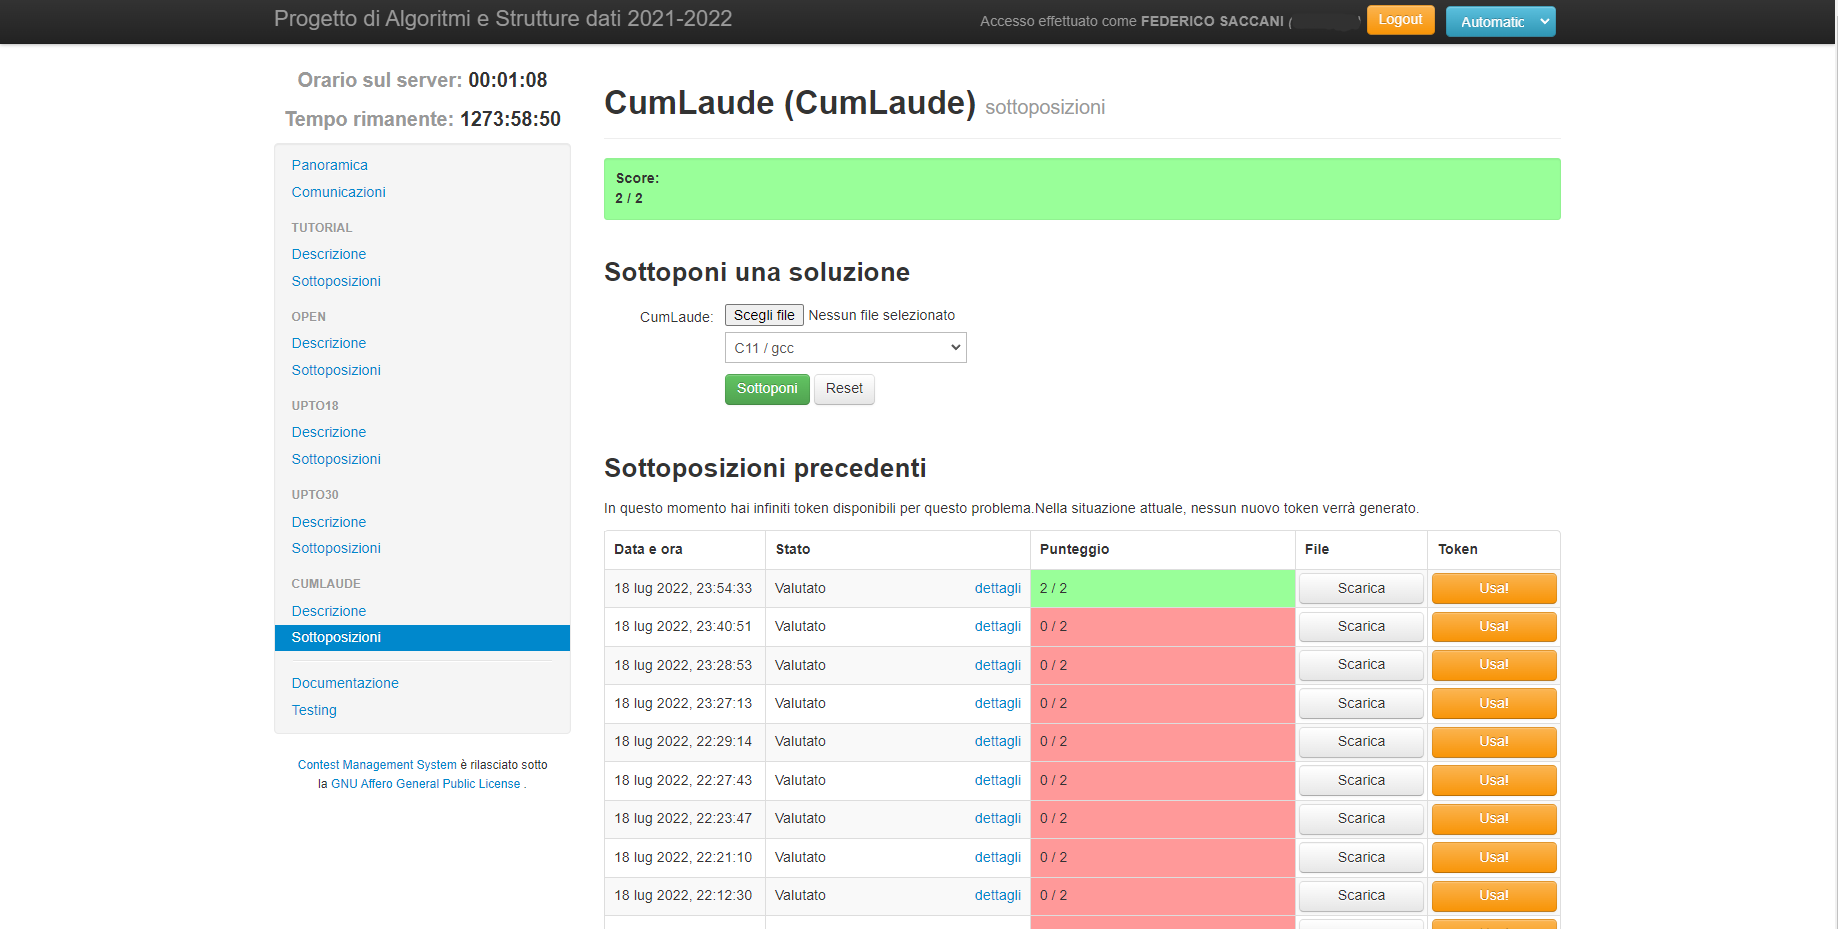 Progetto di Algoritmi e Strutture dati 2021-2022
Accesso effettuato come FEDERICO SACCANI (
Logout
Automatic
Orario sul server: 00:01:08
Tempo rimanente: 1273:58:50
Panoramica
Comunicazioni
TUTORIAL
Descrizione
Sottoposizioni
OPEN
Descrizione
Sottoposizioni
UPTO18
Descrizione
Sottoposizioni
UPTO30
Descrizione
Sottoposizioni
CUMLAUDE
Descrizione
Sottoposizioni
Documentazione
Testing
Contest Management System è rilasciato sotto
la GNU Affero General Public License .
CumLaude (CumLaude) sottoposizioni
Score:
2 / 2
Sottoponi una soluzione
CumLaude: Scegli file Nessun file selezionato
C11 / gcc
Sottoponi Reset
Sottoposizioni precedenti
In questo momento hai infiniti token disponibili per questo problema.Nella situazione attuale, nessun nuovo token verrà generato.
Data e ora Stato Punteggio File Token
18 lug 2022, 23:54:33 Valutato dettagli 2 / 2 Scarica Usa!
18 lug 2022, 23:40:51 Valutato dettagli 0 / 2 Scarica Usa!
18 lug 2022, 23:28:53 Valutato dettagli 0 / 2 Scarica Usa!
18 lug 2022, 23:27:13 Valutato dettagli 0 / 2 Scarica Usa!
18 lug 2022, 22:29:14 Valutato dettagli 0 / 2 Scarica Usa!
18 lug 2022, 22:27:43 Valutato dettagli 0 / 2 Scarica Usa!
18 lug 2022, 22:23:47 Valutato dettagli 0 / 2 Scarica Usa!
18 lug 2022, 22:21:10 Valutato dettagli 0 / 2 Scarica Usa!
18 lug 2022, 22:12:30 Valutato dettagli 0 / 2 Scarica Usa!